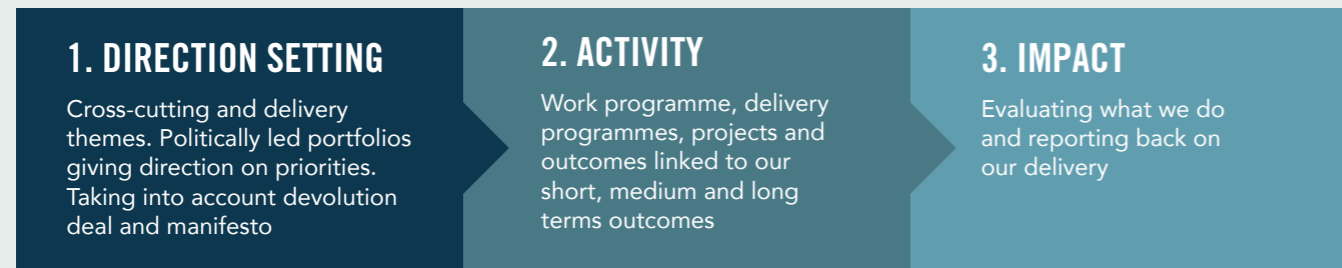 1. DIRECTION SETTING
Cross-cutting and delivery
themes. Politically led portfolios
giving direction on priorities.
Taking into account devolution
deal and manifesto
2. ACTIVITY
Work programme, delivery
programmes, projects and
outcomes linked to our
short, medium and long
terms outcomes
3. IMPACT
Evaluating what we do
and reporting back on
our delivery